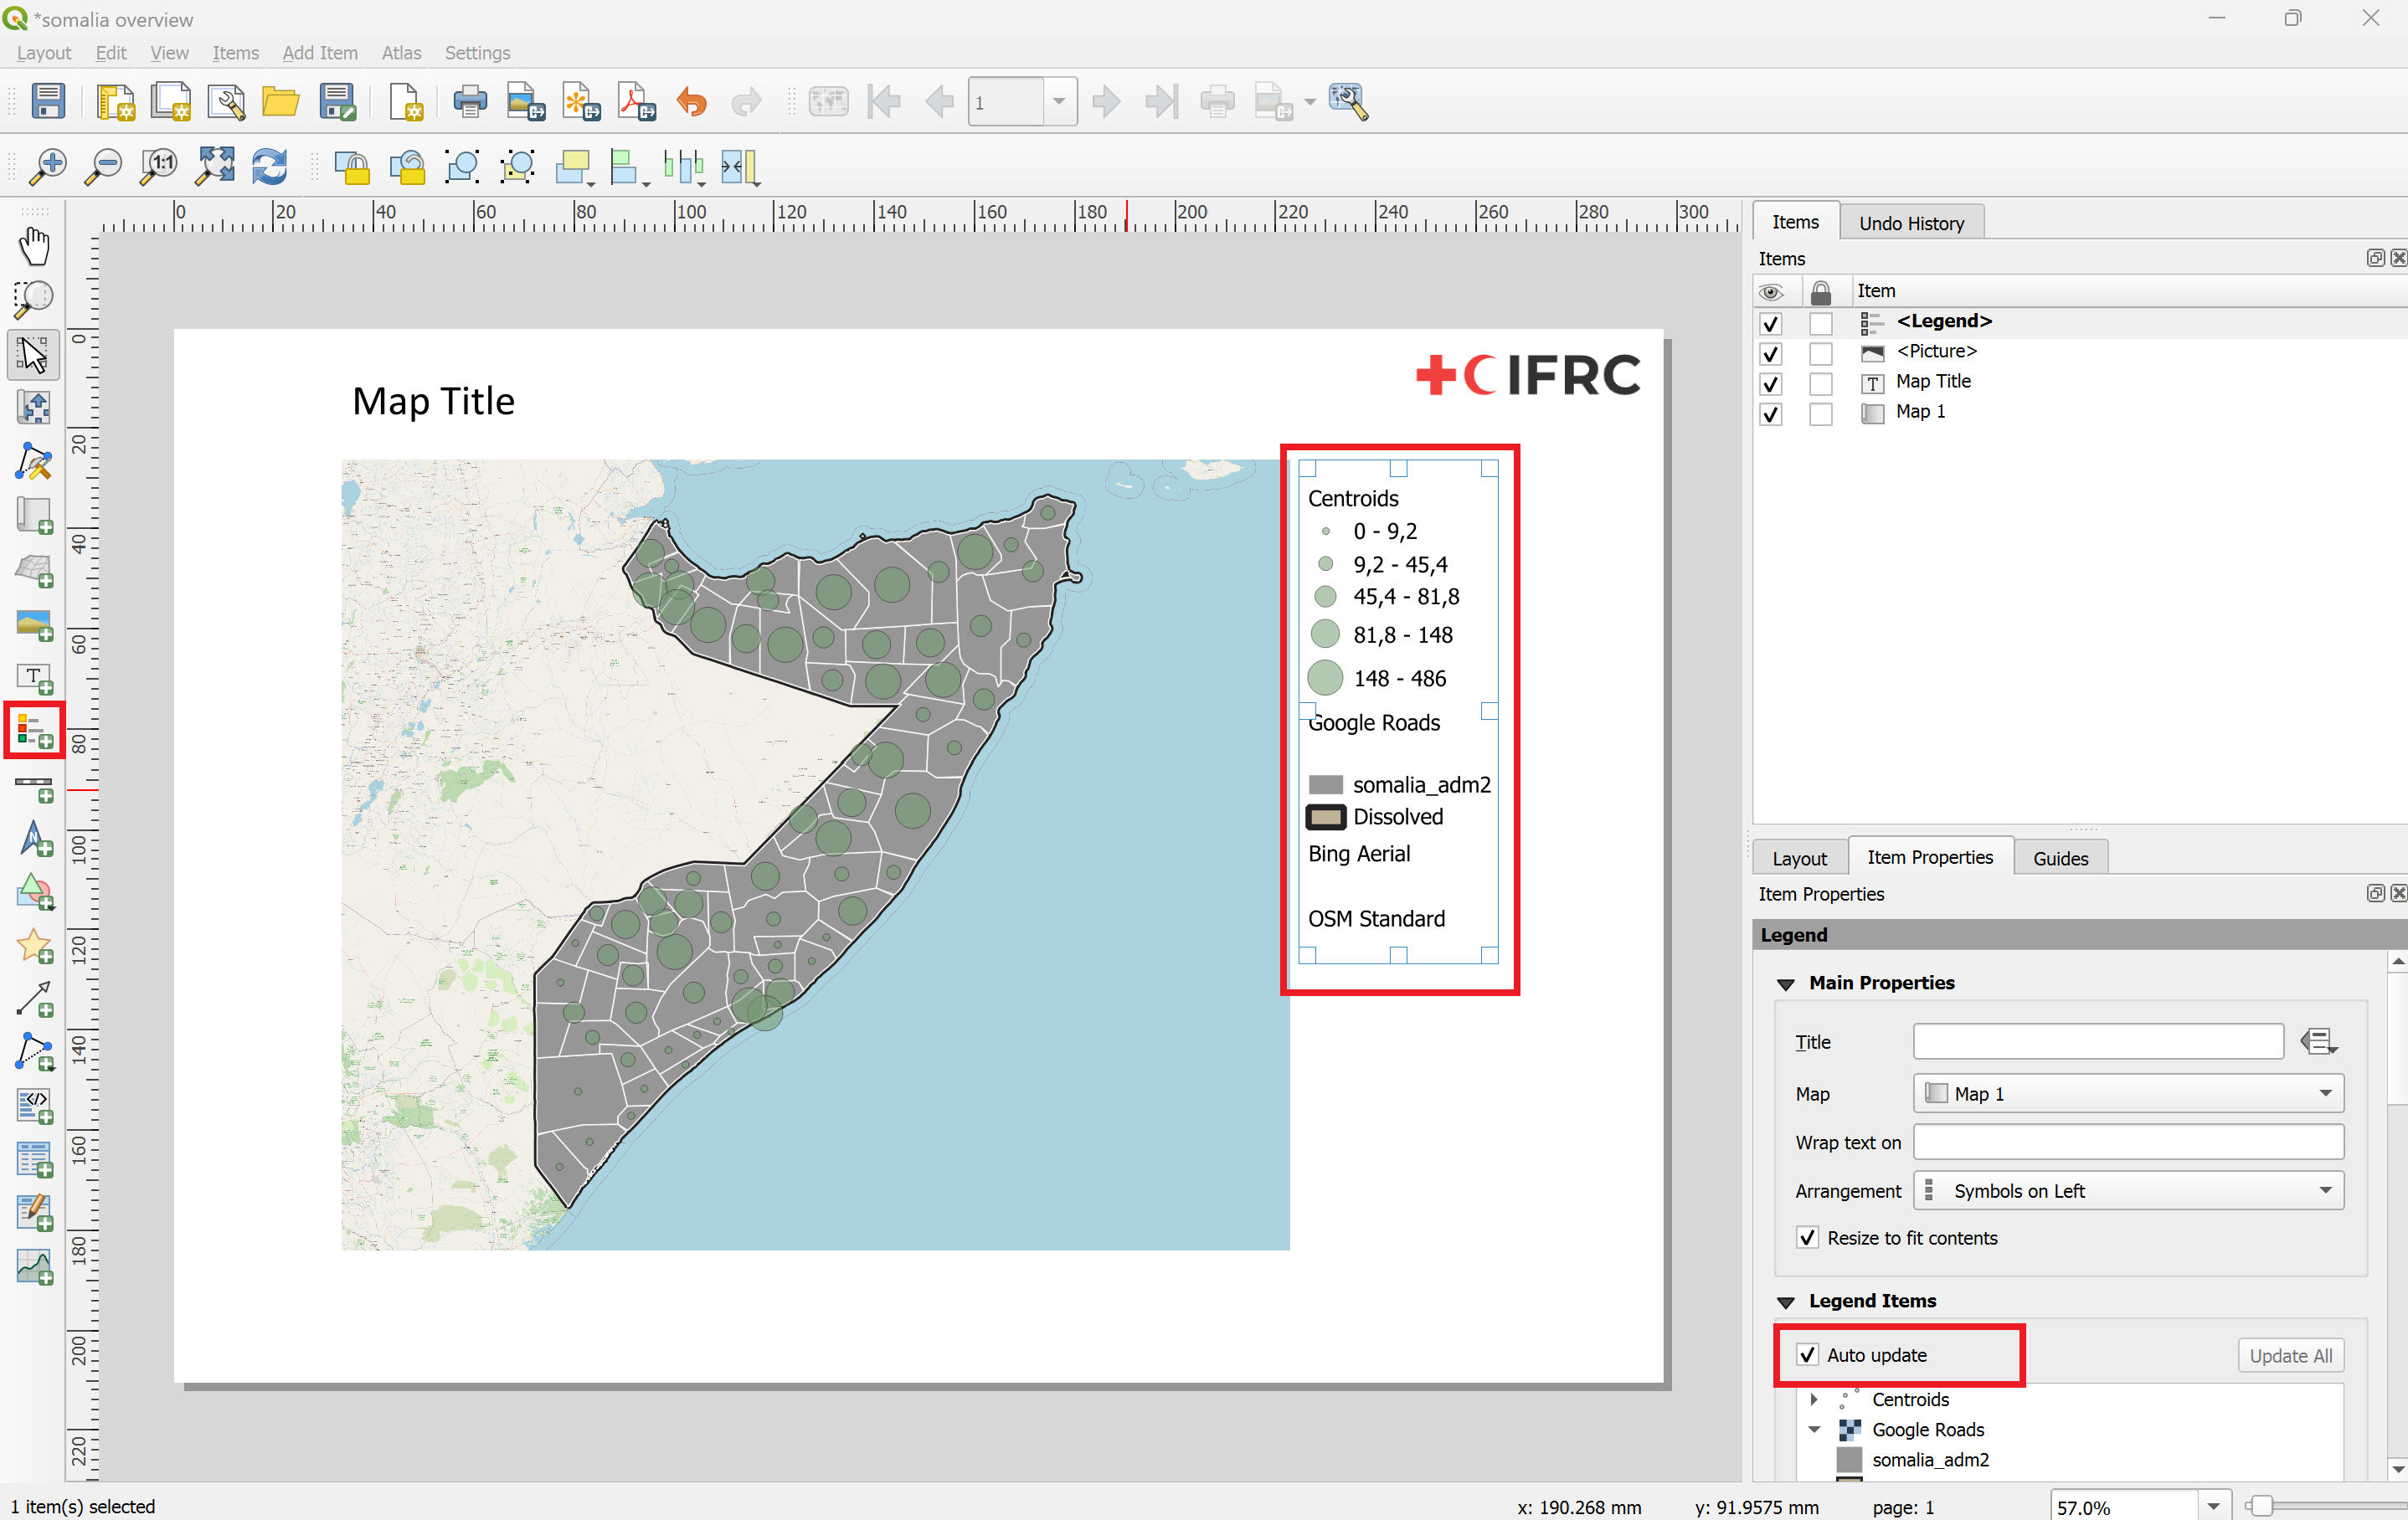 *somalia overview
Layout Edit View Items Add Item Atlas Settings
1
1:1
0 20 40 60 80 100 120 140 160 180 200 220 240 260 280 300
0 20 40 60 80 100 120 140 160 180 200 220
Map Title
IFRC
Centroids
0 - 9,2
9,2 - 45,4
45,4 - 81,8
81,8 - 148
148 - 486
Google Roads
somalia_adm2
Dissolved
Bing Aerial
OSM Standard
Items Undo History
Items
Item
<Legend>
<Picture>
Map Title
Map 1
Layout Item Properties Guides
Item Properties
Legend
Main Properties
Title
Map Map 1
Wrap text on
Arrangement Symbols on Left
Resize to fit contents
Legend Items
Auto update Update All
Centroids
Google Roads
somalia_adm2
1 item(s) selected x: 190.268 mm y: 91.9575 mm page: 1 57.0%